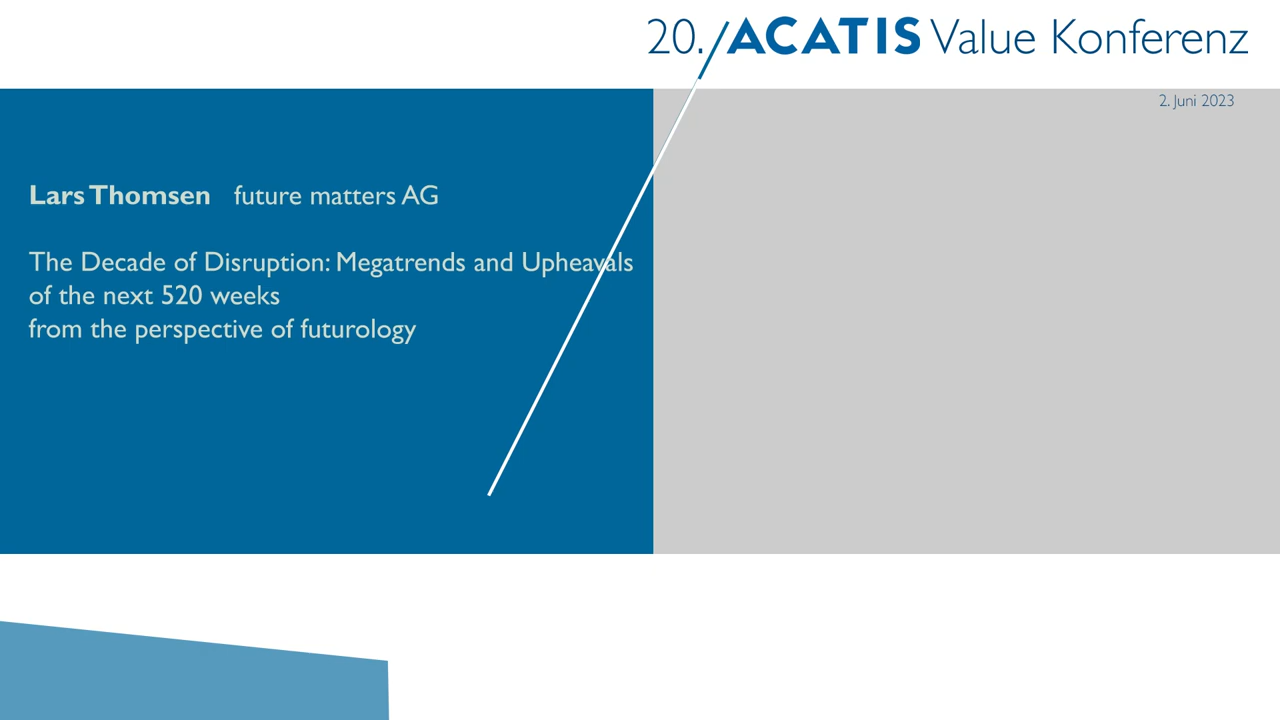 20. ACATIS Value Konferenz
2. Juni 2023
Lars Thomsen future matters AG
The Decade of Disruption: Megatrends and Upheavals
of the next 520 weeks
from the perspective of futurology